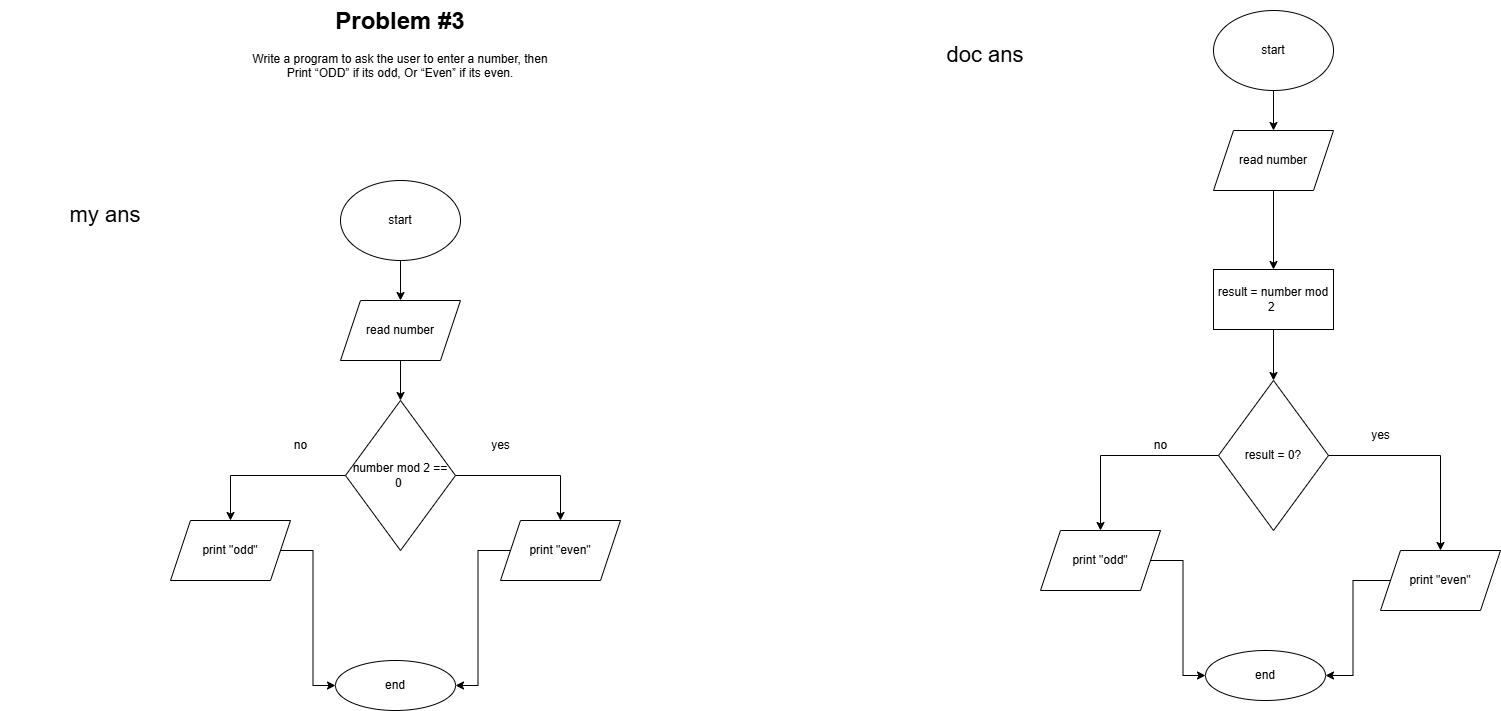 Problem #3
Write a program to ask the user to enter a number, then
Print “ODD” if its odd, Or “Even” if its even.
my ans
start
read number
number mod 2 ==
0
no
yes
print "odd"
print "even"
end
doc ans
start
read number
result = number mod
2
result = 0?
no
yes
print "odd"
print "even"
end